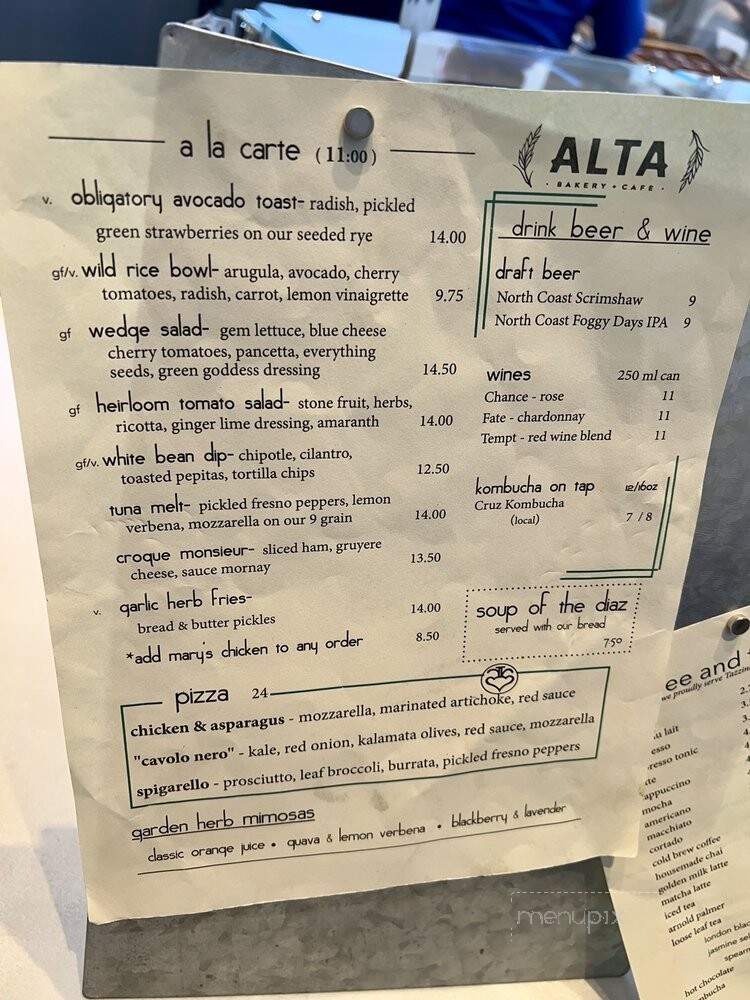 a la carte (11:00)
v. obligatory avocado toast- radish, pickled
green strawberries on our seeded rye 14.00
gf/v. wild rice bowl- arugula, avocado, cherry
tomatoes, radish, carrot, lemon vinaigrette 9.75
gf wedge salad- gem lettuce, blue cheese
cherry tomatoes, pancetta, everything
seeds, green goddess dressing 14.50
gf heirloom tomato salad- stone fruit, herbs,
ricotta, ginger lime dressing, amaranth 14.00
gf/v. white bean dip- chipotle, cilantro,
toasted pepitas, tortilla chips 12.50
tuna melt- pickled fresno peppers, lemon
verbena, mozzarella on our 9 grain 14.00
croque monsieur- sliced ham, gruyere
cheese, sauce mornay 13.50
v. garlic herb fries-
bread & butter pickles 14.00
*add mary's chicken to any order 8.50
ALTA
· BAKERY + CAFE ·
drink beer & wine
draft beer
North Coast Scrimshaw 9
North Coast Foggy Days IPA 9
wines 250 ml can
Chance - rose 11
Fate - chardonnay 11
Tempt - red wine blend 11
kombucha on tap 12/16oz
Cruz Kombucha
(local) 7 / 8
soup of the diaz
served with our bread
750
pizza 24
chicken & asparagus - mozzarella, marinated artichoke, red sauce
"cavolo nero" - kale, red onion, kalamata olives, red sauce, mozzarella
spigarello - prosciutto, leaf broccoli, burrata, pickled fresno peppers
garden herb mimosas
classic orange juice • guava & lemon verbena • blackberry & lavender
ee and
we proudly serve
au lait
esso
resso tonic
appuccino
mocha
americano
macchiato
cortado
cold brew coffee
housemade chai
golden milk latte
matcha latte
iced tea
arnold palmer
loose leaf tea
london
jasmine
hot chocolate
mbucha
menupix